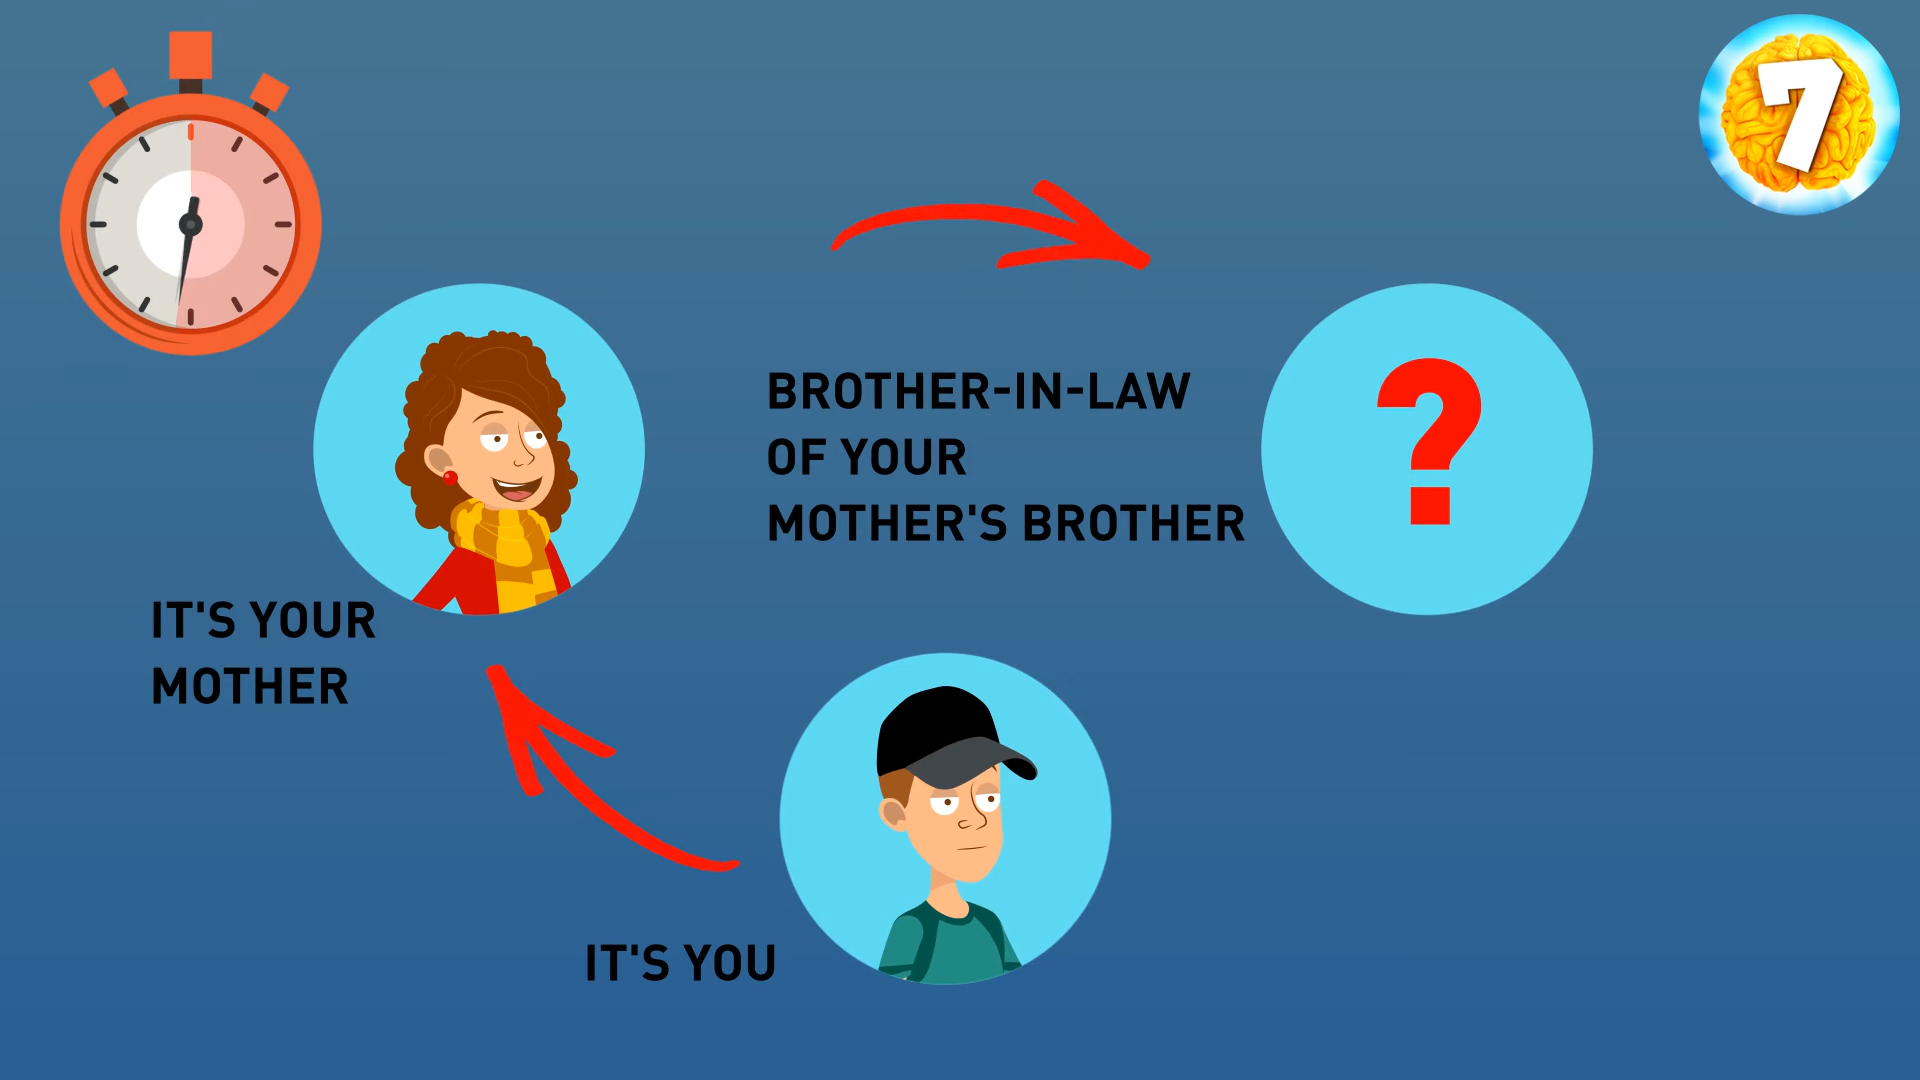 7
BROTHER-IN-LAW
OF YOUR
MOTHER'S BROTHER
?
IT'S YOUR
MOTHER
IT'S YOU